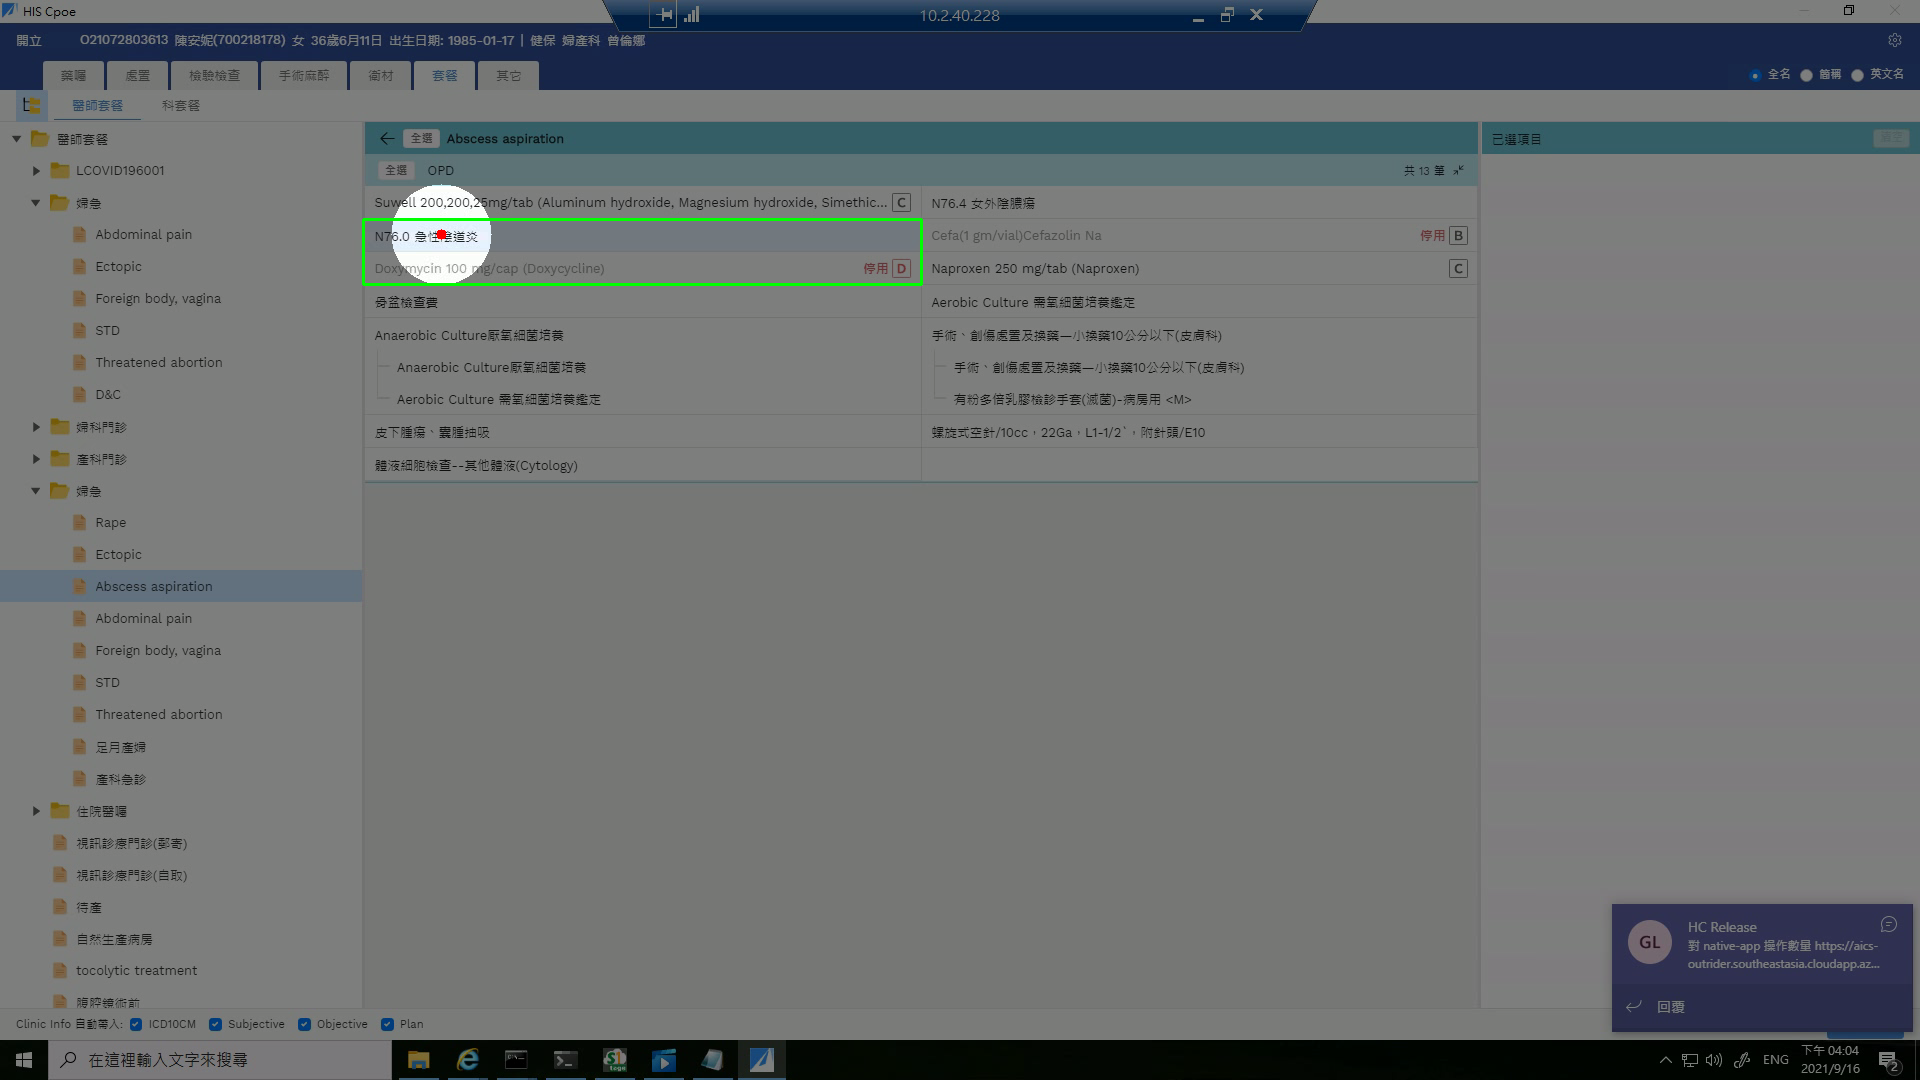 HIS Cpoe
10.2.40.228
開立 O21072803613 陳安妮(700218178) 女 36歲6月11日 出生日期: 1985-01-17 | 健保 婦產科 曾倫娜
藥囑 處置 檢驗檢查 手術麻醉 衛材 套餐 其它
全名 簡稱 英文名
醫師套餐 科套餐
醫師套餐
LCOVID196001
婦急
Abdominal pain
Ectopic
Foreign body, vagina
STD
Threatened abortion
D&C
婦科門診
產科門診
婦急
Rape
Ectopic
Abscess aspiration
Abdominal pain
Foreign body, vagina
STD
Threatened abortion
足月產婦
產科急診
住院醫囑
視訊診療門診(郵寄)
視訊診療門診(自取)
待產
自然生產病房
tocolytic treatment
腹腔鏡術前
全選 Abscess aspiration
全選 OPD 共 13 筆
Suwell 200,200,25mg/tab (Aluminum hydroxide, Magnesium hydroxide, Simethic... C
N76.4 女外陰膿瘍
N76.0 急性陰道炎
Cefa(1 gm/vial)Cefazolin Na 停用 B
Doxymycin 100 mg/cap (Doxycycline) 停用 D
Naproxen 250 mg/tab (Naproxen) C
骨盆檢查費
Aerobic Culture 需氧細菌培養鑑定
Anaerobic Culture厭氧細菌培養
手術、創傷處置及換藥—小換藥10公分以下(皮膚科)
Anaerobic Culture厭氧細菌培養
手術、創傷處置及換藥—小換藥10公分以下(皮膚科)
Aerobic Culture 需氧細菌培養鑑定
有粉多倍乳膠檢診手套(滅菌)-病房用 <M>
皮下腫瘍、囊腫抽吸
螺旋式空針/10cc，22Ga，L1-1/2`，附針頭/E10
體液細胞檢查--其他體液(Cytology)
已選項目
Clinic Info 自動帶入: ICD10CM Subjective Objective Plan
GL
HC Release
對 native-app 操作數量 https://aics-
outrider.southeastasia.cloudapp.az...
回覆
在這裡輸入文字來搜尋
ENG
下午 04:04
2021/9/16
2